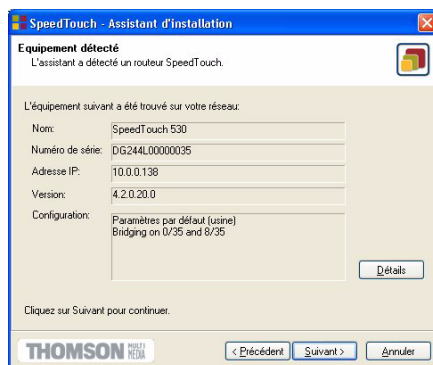 SpeedTouch - Assistant d'installation
Equipement détecté
L'assistant a détecté un routeur SpeedTouch.
L'équipement suivant a été trouvé sur votre réseau:
Nom: SpeedTouch 530
Numéro de série: DG244L00000035
Adresse IP: 10.0.0.138
Version: 4.2.0.20.0
Configuration: Paramètres par défaut (usine)
Bridging on 0/35 and 8/35
Détails
Cliquez sur Suivant pour continuer.
THOMSON MULTI MEDIA
< Précédent Suivant > Annuler